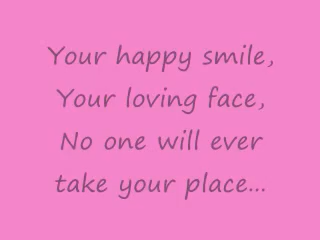 Your happy smile,
Your loving face,
No one will ever
take your place...